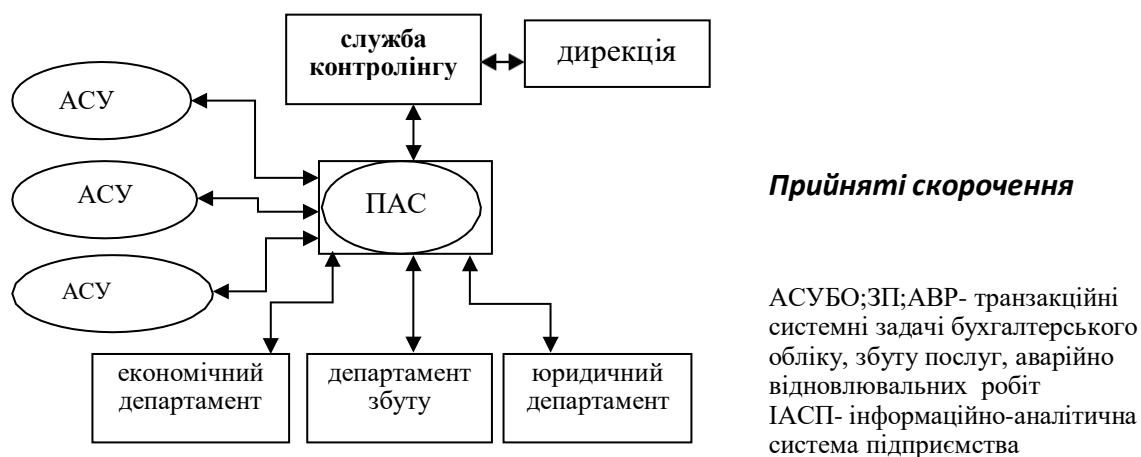 служба
контролінгу
дирекція
АСУ
АСУ
АСУ
ПАС
економічний
департамент
департамент
збуту
юридичний
департамент
Прийняті скорочення
АСУБО;ЗП;АВР- транзакційні
системні задачі бухгалтерського
обліку, збуту послуг, аварійно
відновлювальних робіт
ІАСП- інформаційно-аналітична
система підприємства